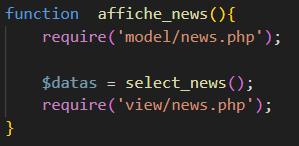 function  affiche_news(){
    require('model/news.php');

    $datas = select_news();
    require('view/news.php');
}